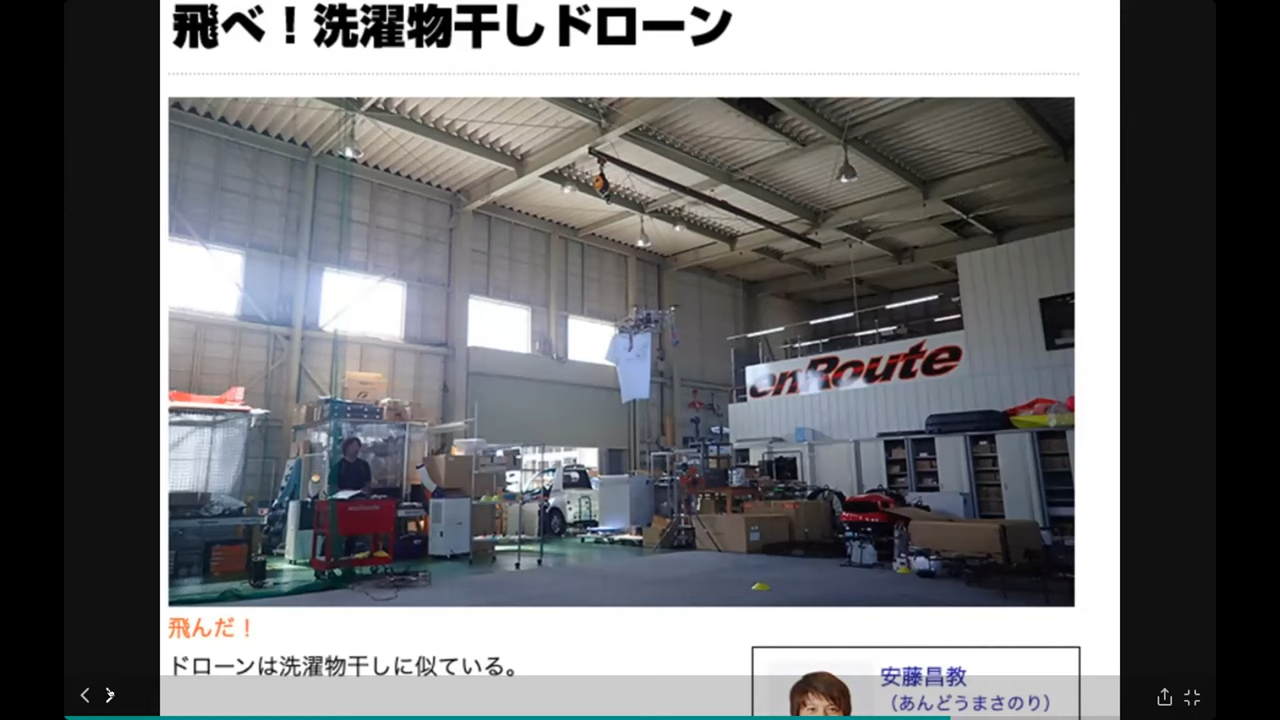 飛べ！洗濯物干しドローン
enRoute
飛んだ！
ドローンは洗濯物干しに似ている。
安藤昌教
（あんどうまさのり）